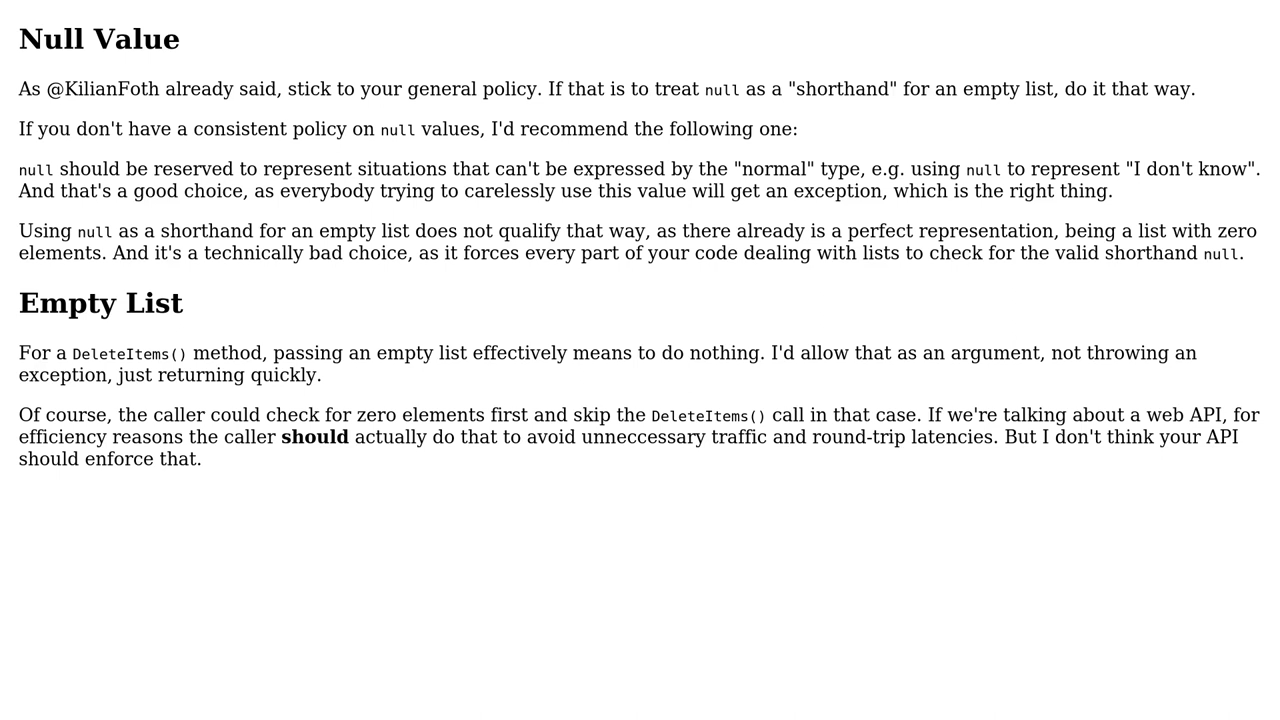 Null Value
As @KilianFoth already said, stick to your general policy. If that is to treat null as a "shorthand" for an empty list, do it that way.
If you don't have a consistent policy on null values, I'd recommend the following one:
null should be reserved to represent situations that can't be expressed by the "normal" type, e.g. using null to represent "I don't know".
And that's a good choice, as everybody trying to carelessly use this value will get an exception, which is the right thing.
Using null as a shorthand for an empty list does not qualify that way, as there already is a perfect representation, being a list with zero
elements. And it's a technically bad choice, as it forces every part of your code dealing with lists to check for the valid shorthand null.
Empty List
For a DeleteItems() method, passing an empty list effectively means to do nothing. I'd allow that as an argument, not throwing an
exception, just returning quickly.
Of course, the caller could check for zero elements first and skip the DeleteItems() call in that case. If we're talking about a web API, for
efficiency reasons the caller should actually do that to avoid unneccessary traffic and round-trip latencies. But I don't think your API
should enforce that.